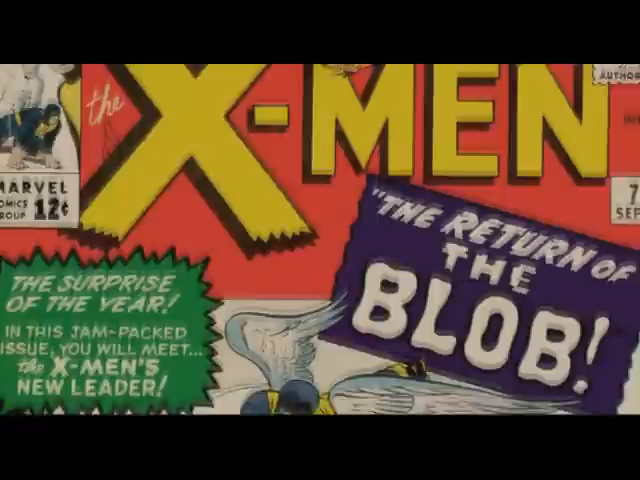 the
X-MEN
AUTHOR
MARVEL
COMICS
GROUP 12¢
7
SEP
"THE RETURN OF
THE
BLOB!
THE SURPRISE
OF THE YEAR!
IN THIS JAM-PACKED
ISSUE, YOU WILL MEET...
the X-MEN'S
NEW LEADER!